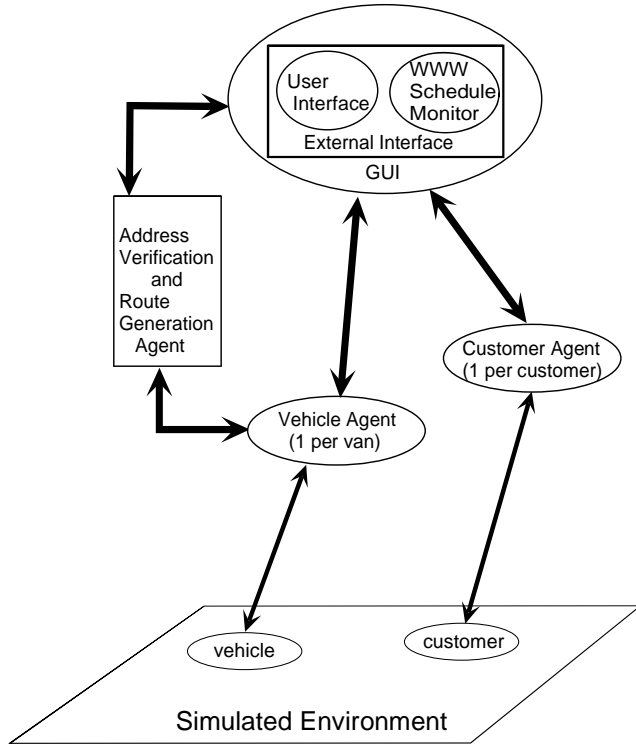 User
Interface
WWW
Schedule
Monitor
External Interface
GUI
Address
Verification
and
Route
Generation
Agent
Customer Agent
(1 per customer)
Vehicle Agent
(1 per van)
vehicle
customer
Simulated Environment